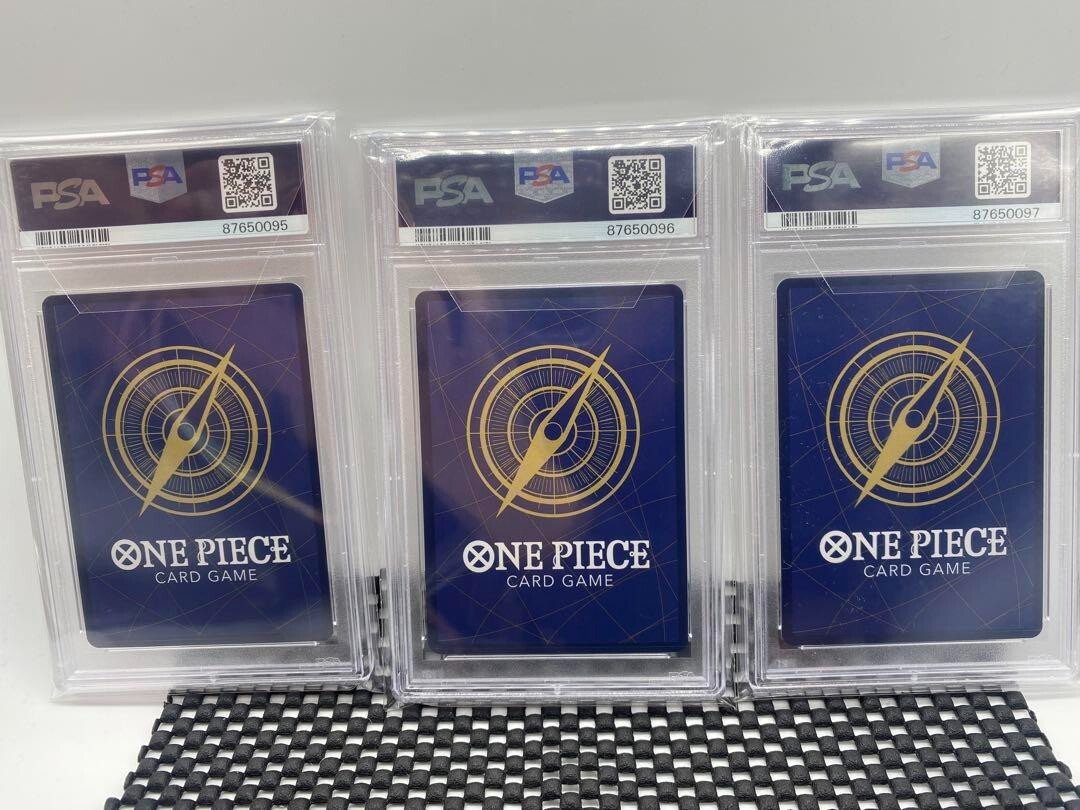 PSA PSA
87650095
ONE PIECE
CARD GAME
PSA PSA
87650096
ONE PIECE
CARD GAME
PSA PSA
87650097
ONE PIECE
CARD GAME